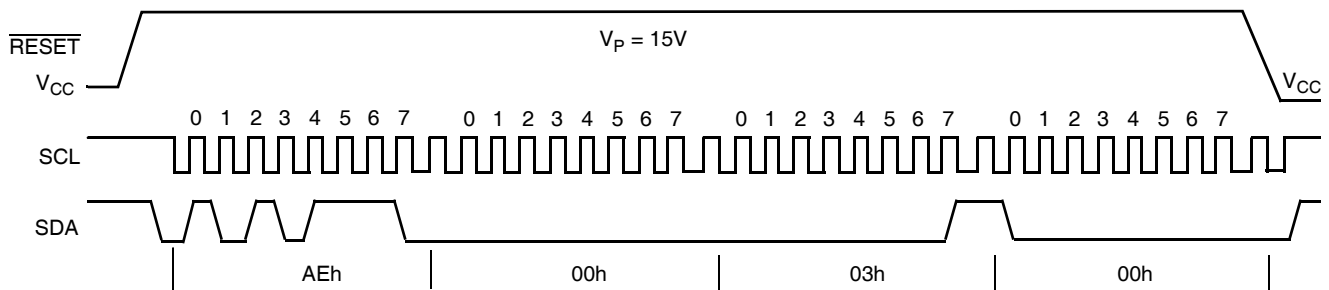 RESET
V_P = 15V
V_CC
V_CC
0 1 2 3 4 5 6 7 0 1 2 3 4 5 6 7 0 1 2 3 4 5 6 7 0 1 2 3 4 5 6 7
SCL
SDA
AEh 00h 03h 00h